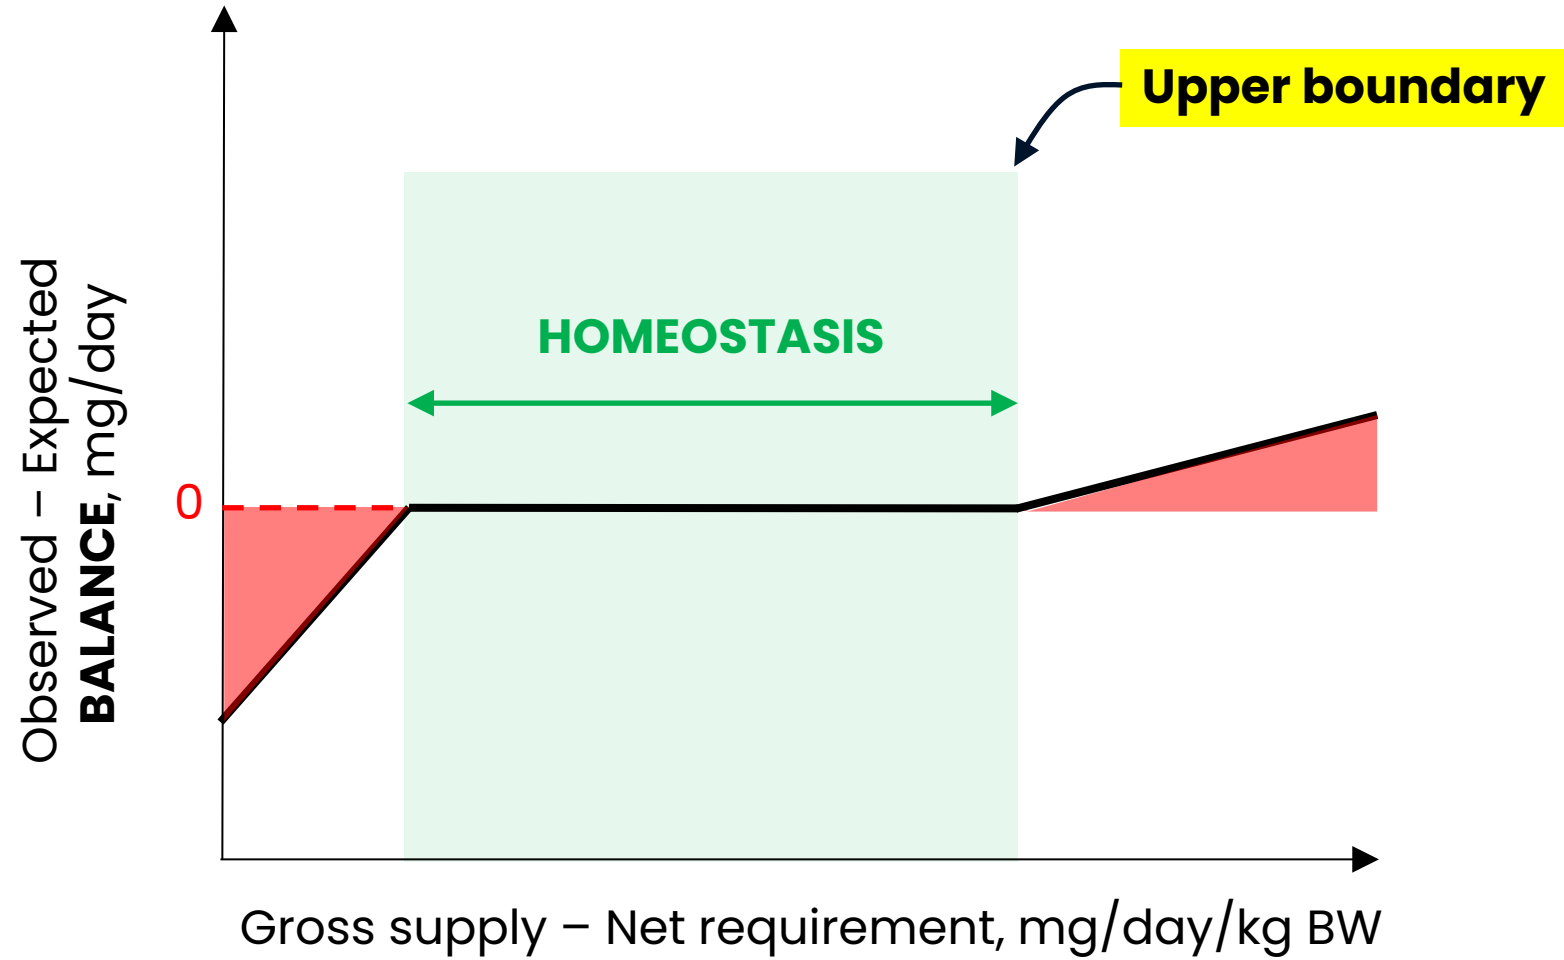 Upper boundary
HOMEOSTASIS
Observed – Expected
BALANCE, mg/day
0
Gross supply – Net requirement, mg/day/kg BW